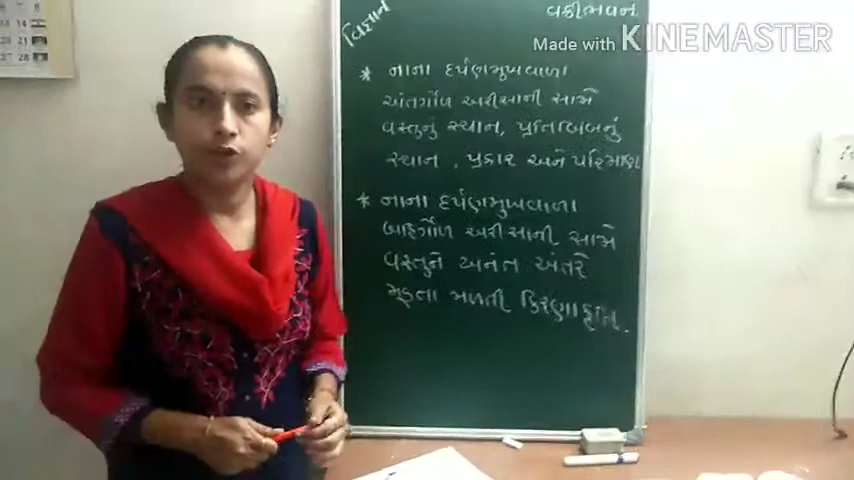 વિજ્ઞાન
વક્રીભવન
Made with KINEMASTER
* નાના દર્પણમુખવાળા
અંતર્ગોળ અરીસાની સામે
વસ્તુનું સ્થાન, પ્રતિબિંબનું
સ્થાન, પ્રકાર અને પરિમાણ
* નાના દર્પણમુખવાળા
બહિર્ગોળ અરીસાની સામે
વસ્તુને અનંત અંતરે
મૂકતા મળતી કિરણાકૃતિ.